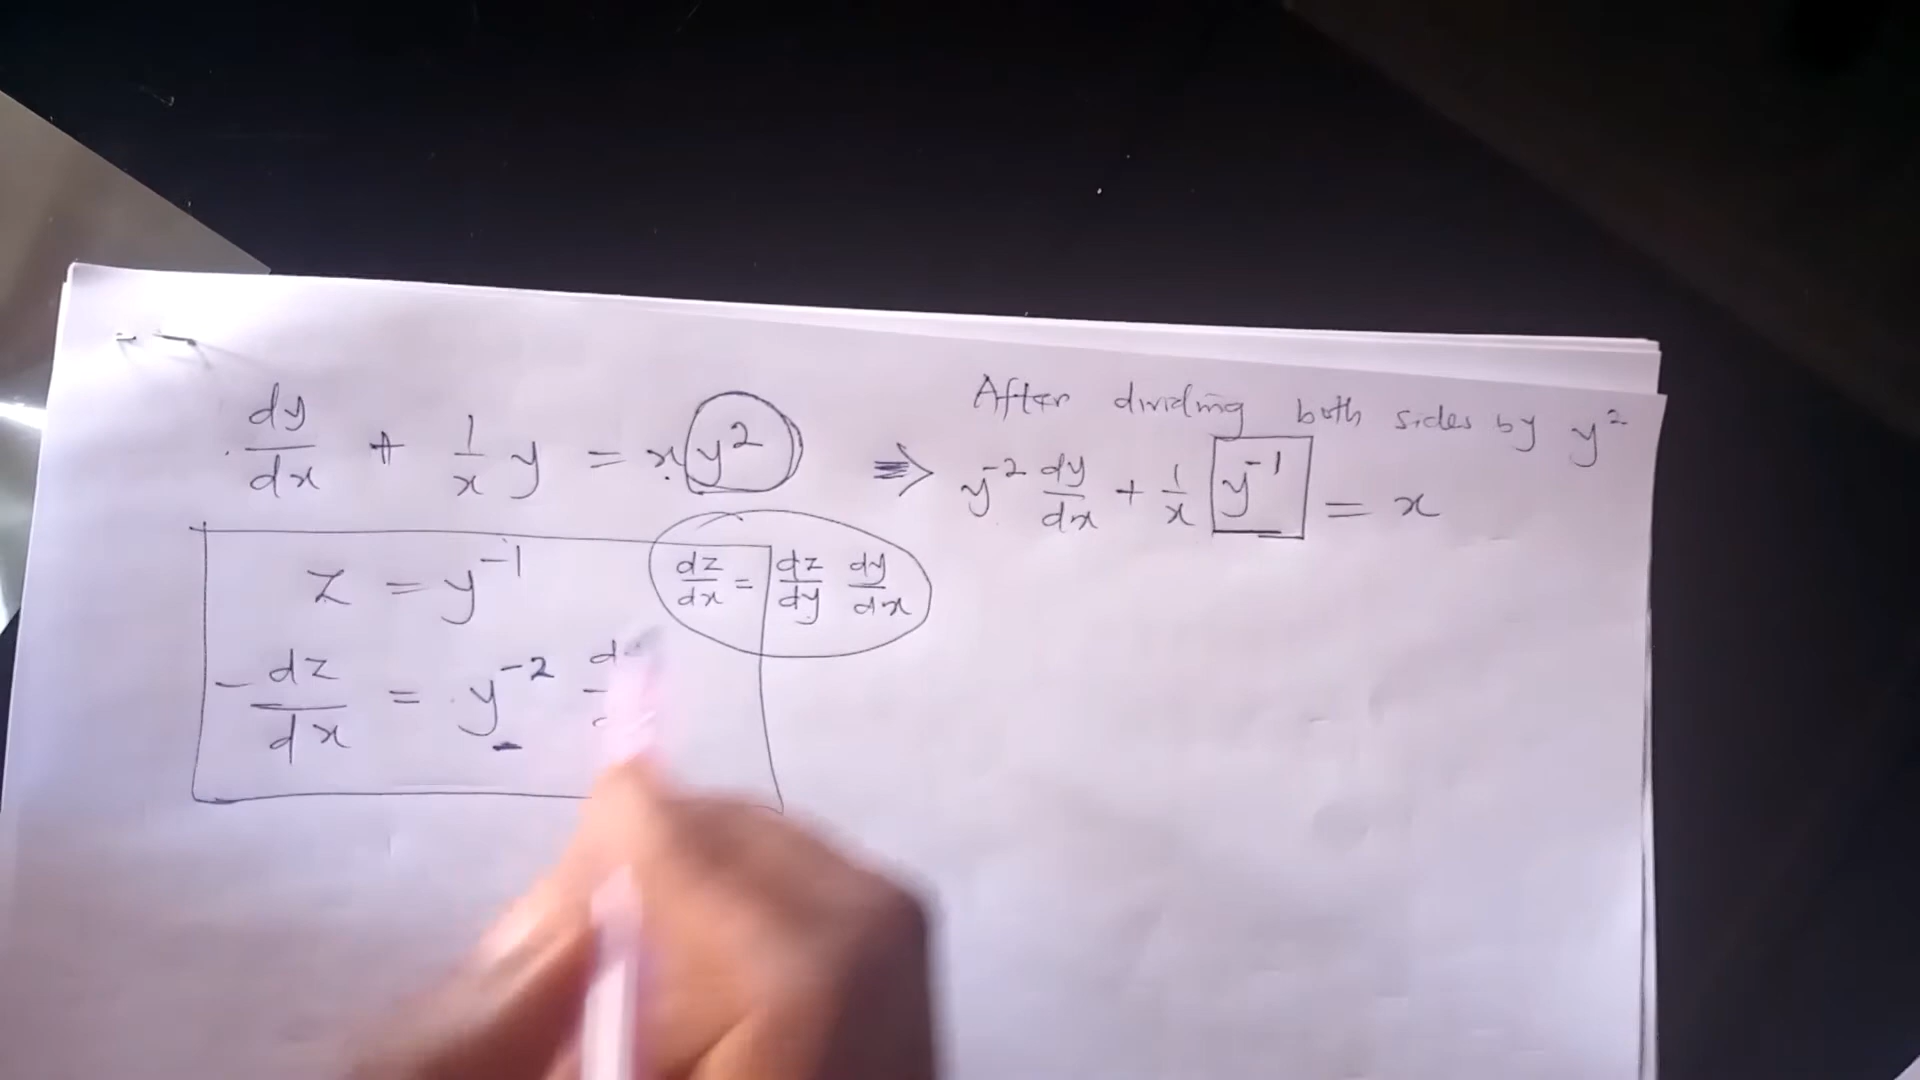 dy/dx + 1/x y = x y²
After dividing both sides by y²
⇒ y⁻² dy/dx + 1/x y⁻¹ = x
z = y⁻¹
dz/dx = dz/dy dy/dx
-dz/dx = y⁻²